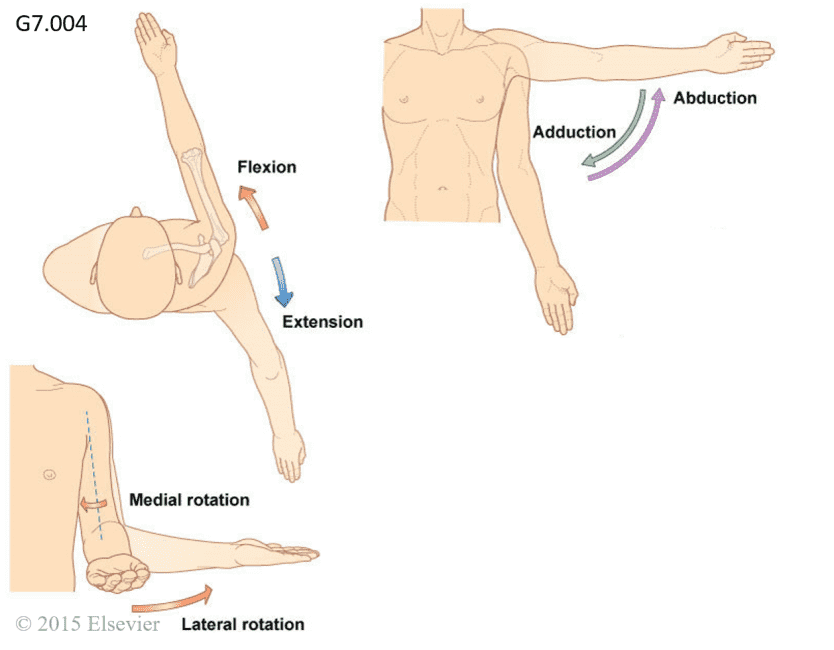 G7.004
Abduction
Adduction
Flexion
Extension
Medial rotation
© 2015 Elsevier
Lateral rotation